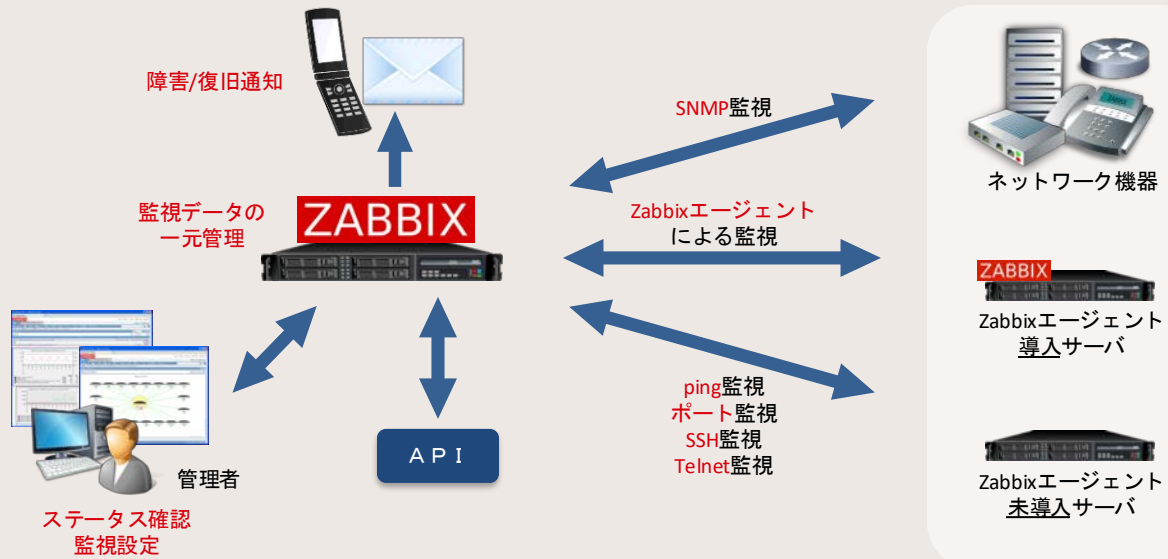 障害/復旧通知
SNMP監視
ネットワーク機器
監視データの
一元管理
ZABBIX
Zabbixエージェント
による監視
ZABBIX
Zabbixエージェント
導入サーバ
ping監視
ポート監視
SSH監視
Telnet監視
API
管理者
ステータス確認
監視設定
Zabbixエージェント
未導入サーバ